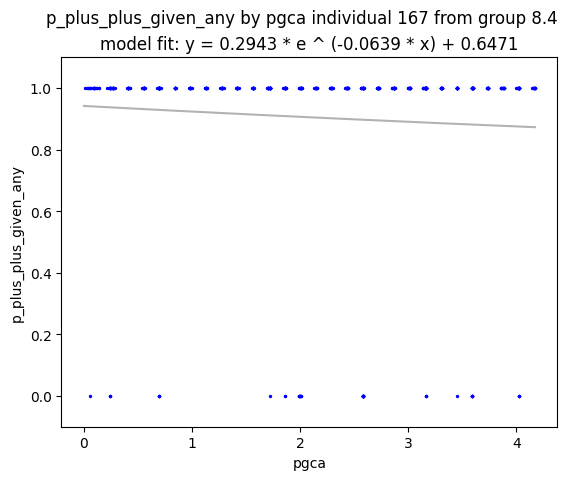 p_plus_plus_given_any by pgca individual 167 from group 8.4
model fit: y = 0.2943 * e ^ (-0.0639 * x) + 0.6471
1.0
0.8
0.6
0.4
0.2
0.0
p_plus_plus_given_any
0 1 2 3 4
pgca